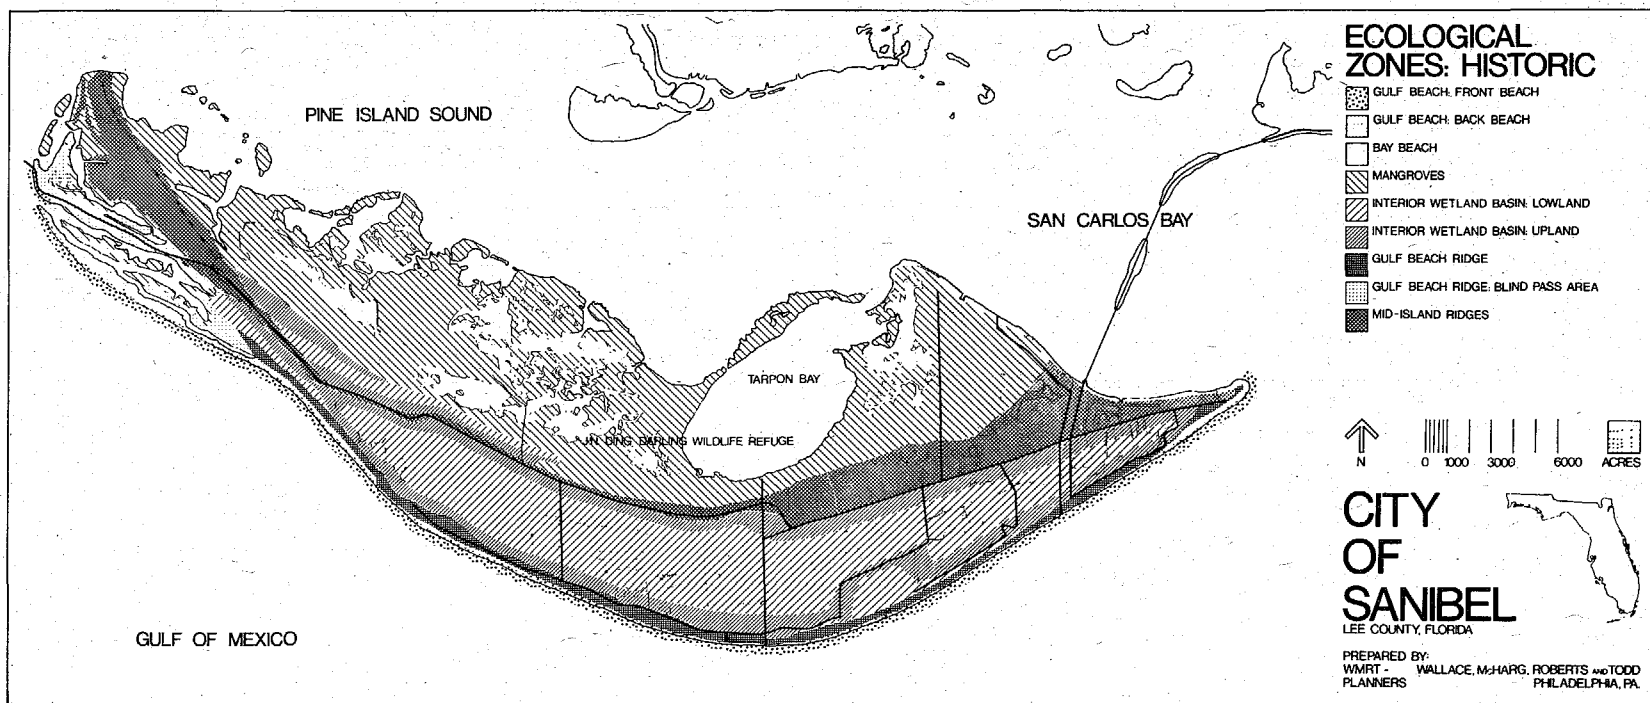 PINE ISLAND SOUND
SAN CARLOS BAY
TARPON BAY
"J.N. DING DARLING WILDLIFE REFUGE
GULF OF MEXICO
ECOLOGICAL
ZONES: HISTORIC
GULF BEACH: FRONT BEACH
GULF BEACH: BACK BEACH
BAY BEACH
MANGROVES
INTERIOR WETLAND BASIN: LOWLAND
INTERIOR WETLAND BASIN: UPLAND
GULF BEACH RIDGE
GULF BEACH RIDGE: BLIND PASS AREA
MID-ISLAND RIDGES
N
0 1000 3000 6000 ACRES
CITY
OF
SANIBEL
LEE COUNTY, FLORIDA
PREPARED BY:
WMRT - WALLACE, McHARG, ROBERTS AND TODD
PLANNERS PHILADELPHIA, PA.